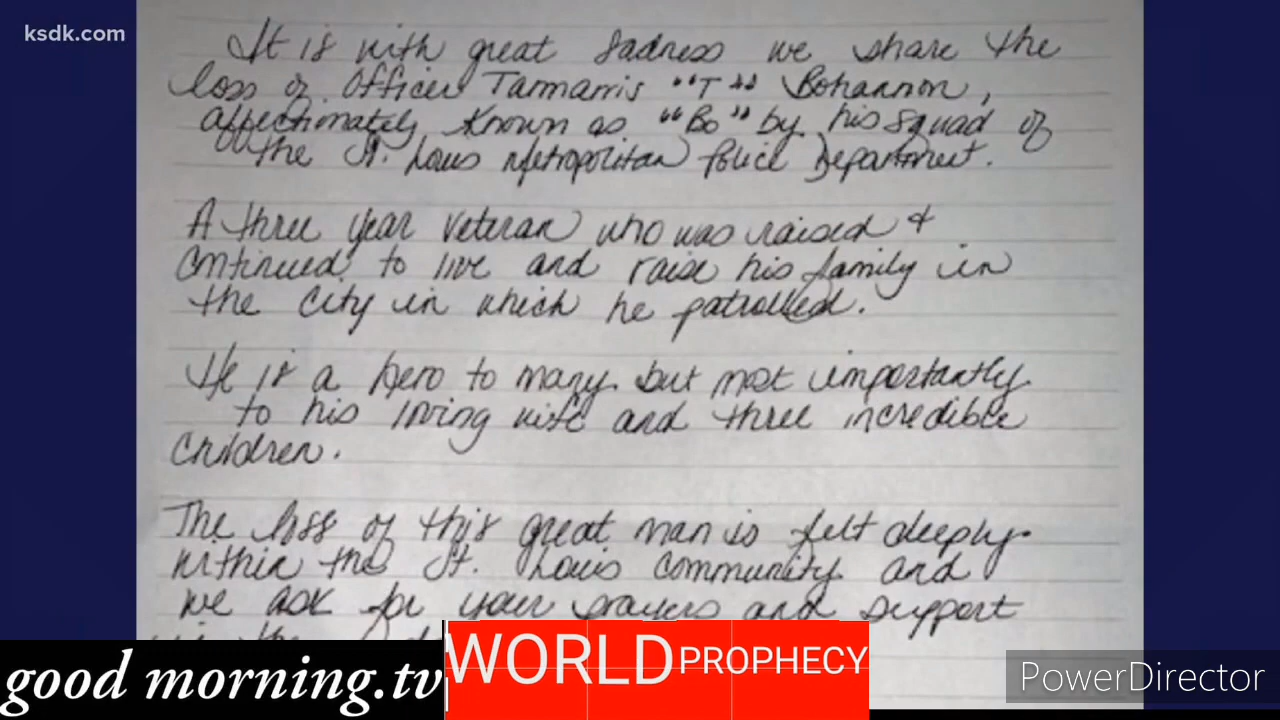 ksdk.com
It is with great sadness we share the
loss of Officer Tamarris "T" Bohannon,
affectionately known as "Bo" by his squad of
the St. Louis Metropolitan Police Department.
A three year veteran who was raised &
continued to live and raise his family in
the city in which he patrolled.
He is a hero to many but most importantly
to his loving wife and three incredible
children.
The loss of this great man is felt deeply
within the St. Louis community and
we ask for your prayers and support
in the
good morning.tv
WORLD PROPHECY
PowerDirector